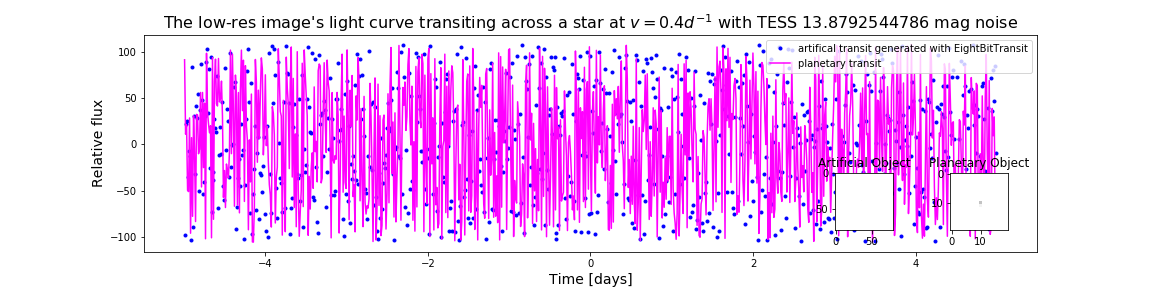 The low-res image's light curve transiting across a star at v = 0.4d⁻¹ with TESS 13.8792544786 mag noise
Relative flux
100
50
0
−50
−100
artifical transit generated with EightBitTransit
planetary transit
Artificial Object
Planetary Object
0
50
0
50
0
10
0
10
−4
−2
0
2
4
Time [days]